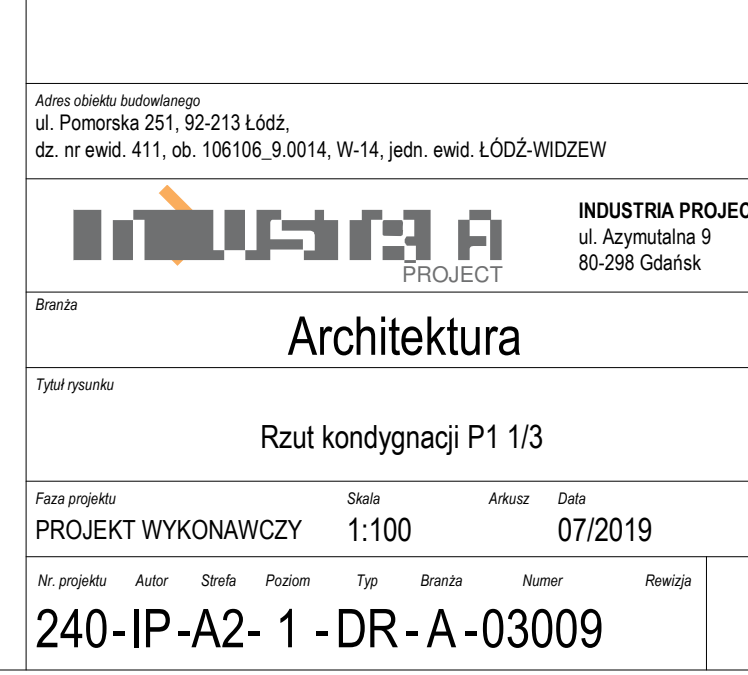 Adres obiektu budowlanego
ul. Pomorska 251, 92-213 Łódź,
dz. nr ewid. 411, ob. 106106_9.0014, W-14, jedn. ewid. ŁÓDŹ-WIDZEW
INDUSTRIA
PROJECT
INDUSTRIA PROJEC
ul. Azymutalna 9
80-298 Gdańsk
Branża
Architektura
Tytuł rysunku
Rzut kondygnacji P1 1/3
Faza projektu Skala Arkusz Data
PROJEKT WYKONAWCZY 1:100 07/2019
Nr. projektu Autor Strefa Poziom Typ Branża Numer Rewizja
240-IP-A2- 1 -DR-A-03009